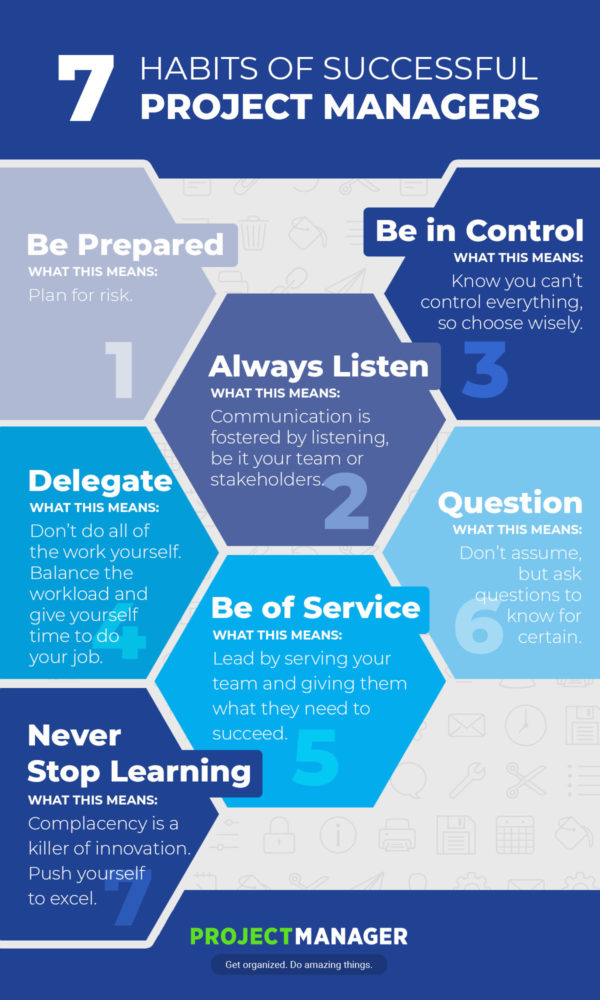 7
HABITS OF SUCCESSFUL
PROJECT MANAGERS
Be Prepared
WHAT THIS MEANS:
Plan for risk.
1
Always Listen
WHAT THIS MEANS:
Communication is
fostered by listening,
be it your team or
stakeholders.
2
Be in Control
WHAT THIS MEANS:
Know you can't
control everything,
so choose wisely.
3
Delegate
WHAT THIS MEANS:
Don't do all of
the work yourself.
Balance the
workload and
give yourself
time to do
your job.
4
Be of Service
WHAT THIS MEANS:
Lead by serving your
team and giving them
what they need to
succeed.
5
Question
WHAT THIS MEANS:
Don't assume,
but ask
questions to
know for
certain.
6
Never
Stop Learning
WHAT THIS MEANS:
Complacency is a
killer of innovation.
Push yourself
to excel.
7
PROJECTMANAGER
Get organized. Do amazing things.